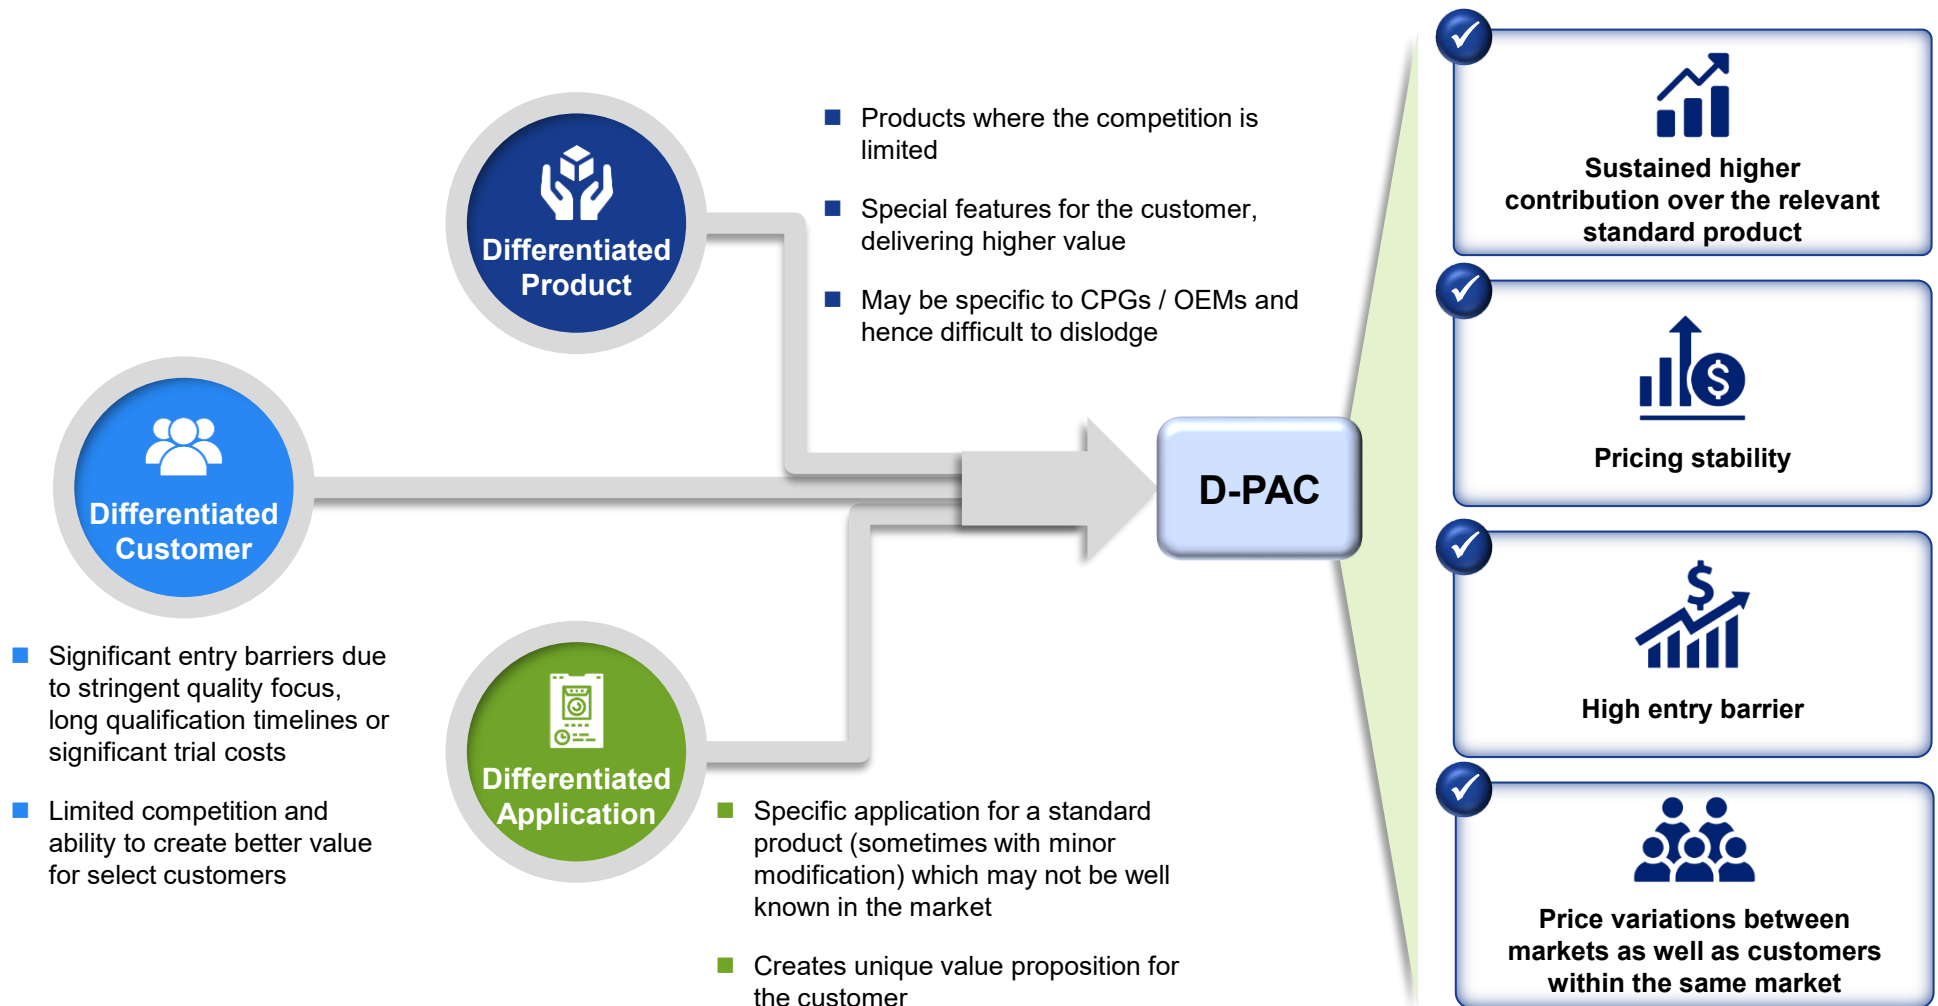 Differentiated
Product
Products where the competition is
limited
Special features for the customer,
delivering higher value
May be specific to CPGs / OEMs and
hence difficult to dislodge
Differentiated
Customer
Significant entry barriers due
to stringent quality focus,
long qualification timelines or
significant trial costs
Limited competition and
ability to create better value
for select customers
Differentiated
Application
Specific application for a standard
product (sometimes with minor
modification) which may not be well
known in the market
Creates unique value proposition for
the customer
D-PAC
Sustained higher
contribution over the relevant
standard product
$
Pricing stability
$
High entry barrier
Price variations between
markets as well as customers
within the same market